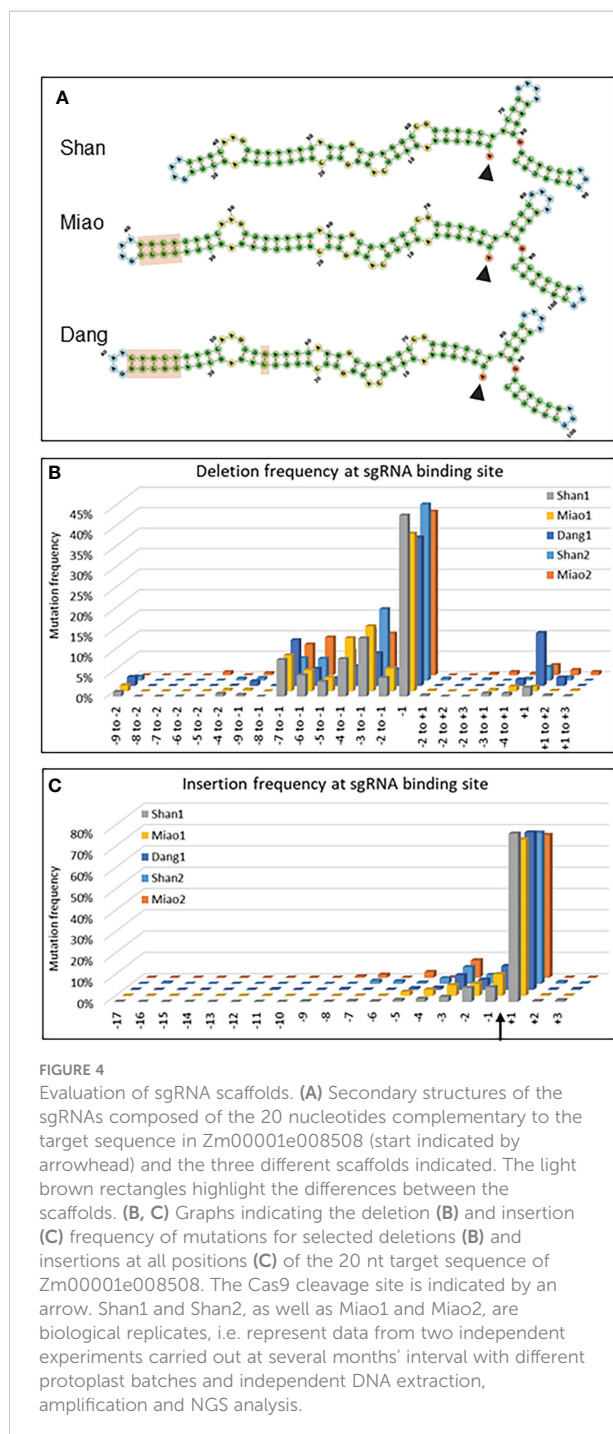 A
Shan
Miao
Dang
B
Deletion frequency at sgRNA binding site
Mutation frequency
45%
40%
35%
30%
25%
20%
15%
10%
5%
0%
Shan1
Miao1
Dang1
Shan2
Miao2
-9 to -2
-8 to -2
-7 to -2
-6 to -2
-5 to -2
-4 to -2
-9 to -1
-8 to -1
-7 to -1
-6 to -1
-5 to -1
-4 to -1
-3 to -1
-2 to -1
-1
-2 to +1
-2 to +2
-2 to +3
-3 to +1
-4 to +1
+1
+1 to +2
+1 to +3
C
Insertion frequency at sgRNA binding site
Mutation frequency
80%
70%
60%
50%
40%
30%
20%
10%
0%
Shan1
Miao1
Dang1
Shan2
Miao2
-17
-16
-15
-14
-13
-12
-11
-10
-9
-8
-7
-6
-5
-4
-3
-2
-1
+1
+2
+3
FIGURE 4
Evaluation of sgRNA scaffolds. (A) Secondary structures of the
sgRNAs composed of the 20 nucleotides complementary to the
target sequence in Zm00001e008508 (start indicated by
arrowhead) and the three different scaffolds indicated. The light
brown rectangles highlight the differences between the
scaffolds. (B, C) Graphs indicating the deletion (B) and insertion
(C) frequency of mutations for selected deletions (B) and
insertions at all positions (C) of the 20 nt target sequence of
Zm00001e008508. The Cas9 cleavage site is indicated by an
arrow. Shan1 and Shan2, as well as Miao1 and Miao2, are
biological replicates, i.e. represent data from two independent
experiments carried out at several months' interval with different
protoplast batches and independent DNA extraction,
amplification and NGS analysis.